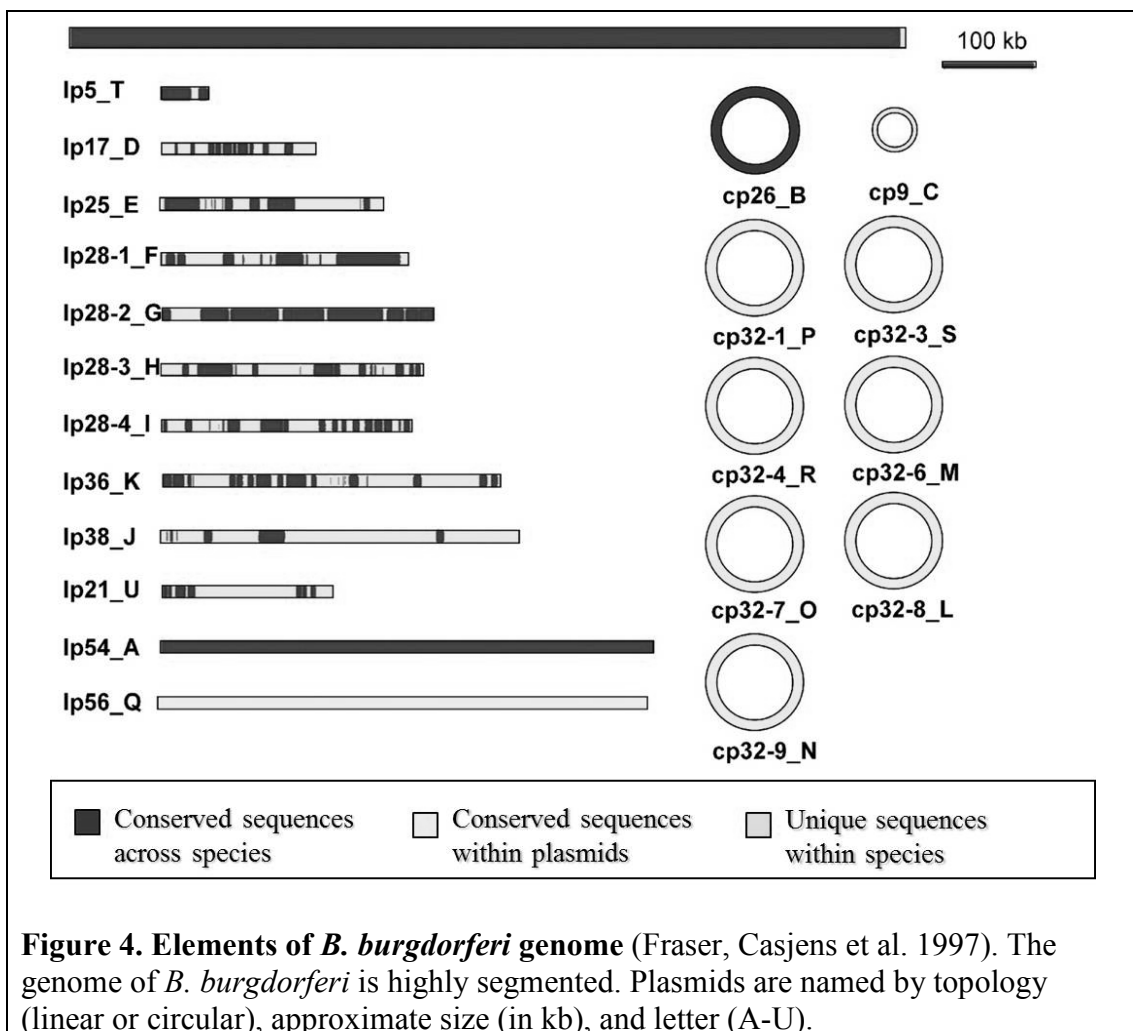 100 kb
lp5_T
lp17_D
lp25_E
lp28-1_F
lp28-2_G
lp28-3_H
lp28-4_I
lp36_K
lp38_J
lp21_U
lp54_A
lp56_Q
cp26_B
cp9_C
cp32-1_P
cp32-3_S
cp32-4_R
cp32-6_M
cp32-7_O
cp32-8_L
cp32-9_N
Conserved sequences
across species
Conserved sequences
within plasmids
Unique sequences
within species
Figure 4. Elements of B. burgdorferi genome (Fraser, Casjens et al. 1997). The
genome of B. burgdorferi is highly segmented. Plasmids are named by topology
(linear or circular), approximate size (in kb), and letter (A-U).